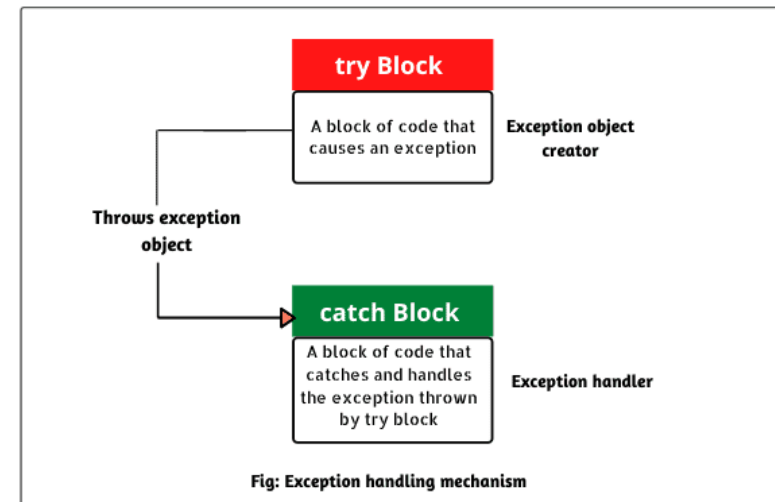 try Block
A block of code that
causes an exception
Exception object
creator
Throws exception
object
catch Block
A block of code that
catches and handles
the exception thrown
by try block
Exception handler
Fig: Exception handling mechanism